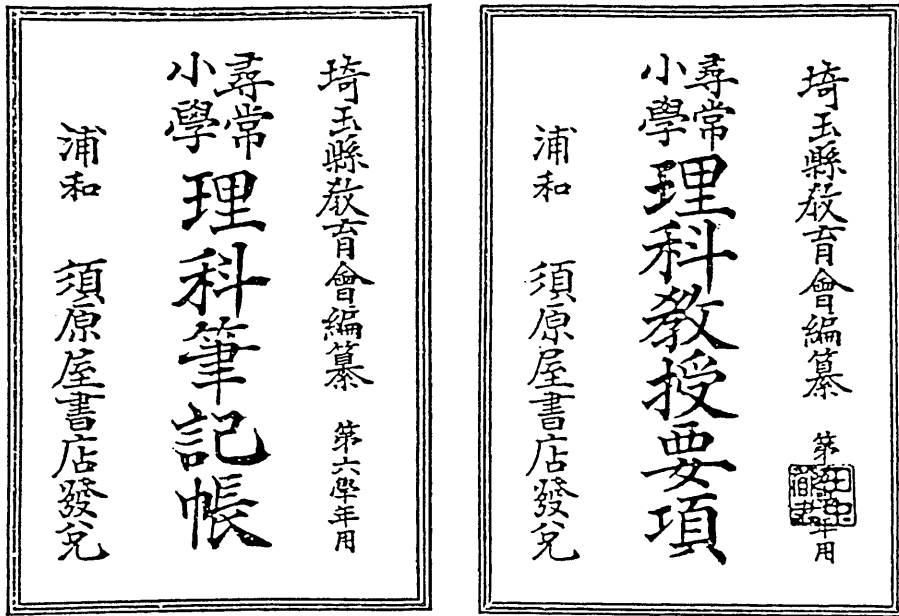 埼玉縣教育會編纂 第 年用
尋常
小學
理科教授要項
浦和 須原屋書店發兌
埼玉縣教育會編纂 第六學年用
尋常
小學
理科筆記帳
浦和 須原屋書店發兌